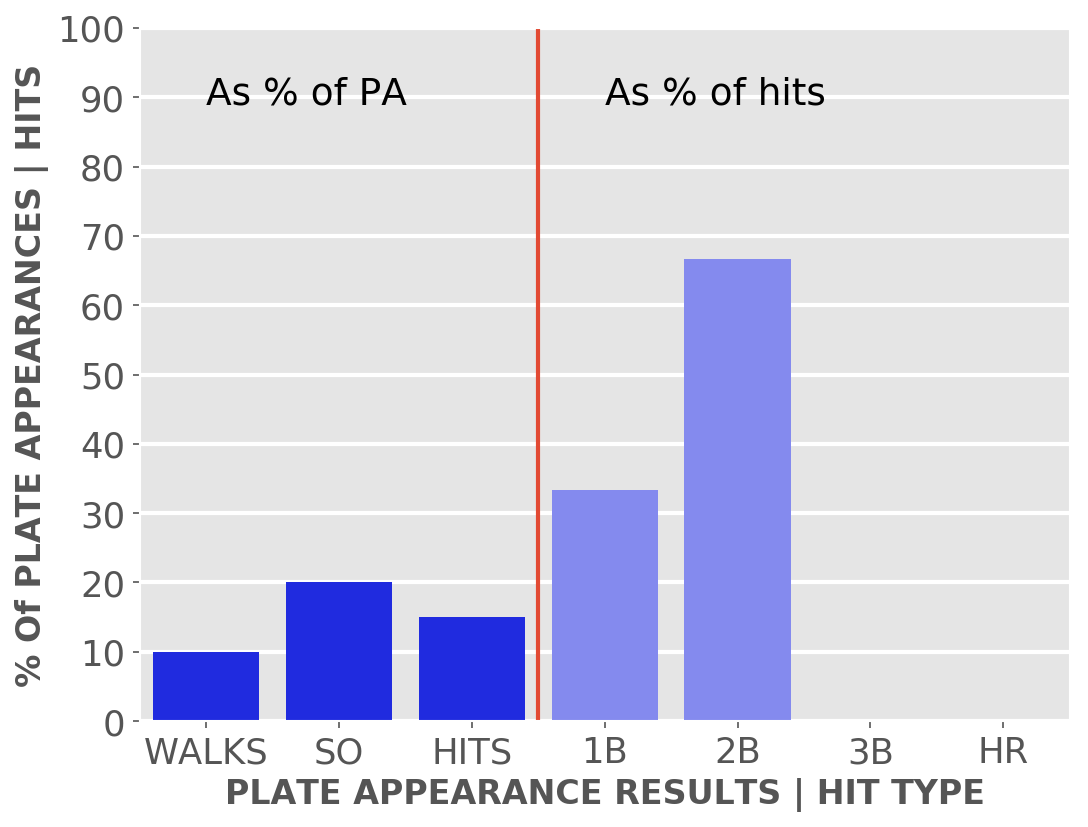 % Of PLATE APPEARANCES | HITS
100
90
80
70
60
50
40
30
20
10
0
As % of PA
As % of hits
WALKS SO HITS 1B 2B 3B HR
PLATE APPEARANCE RESULTS | HIT TYPE